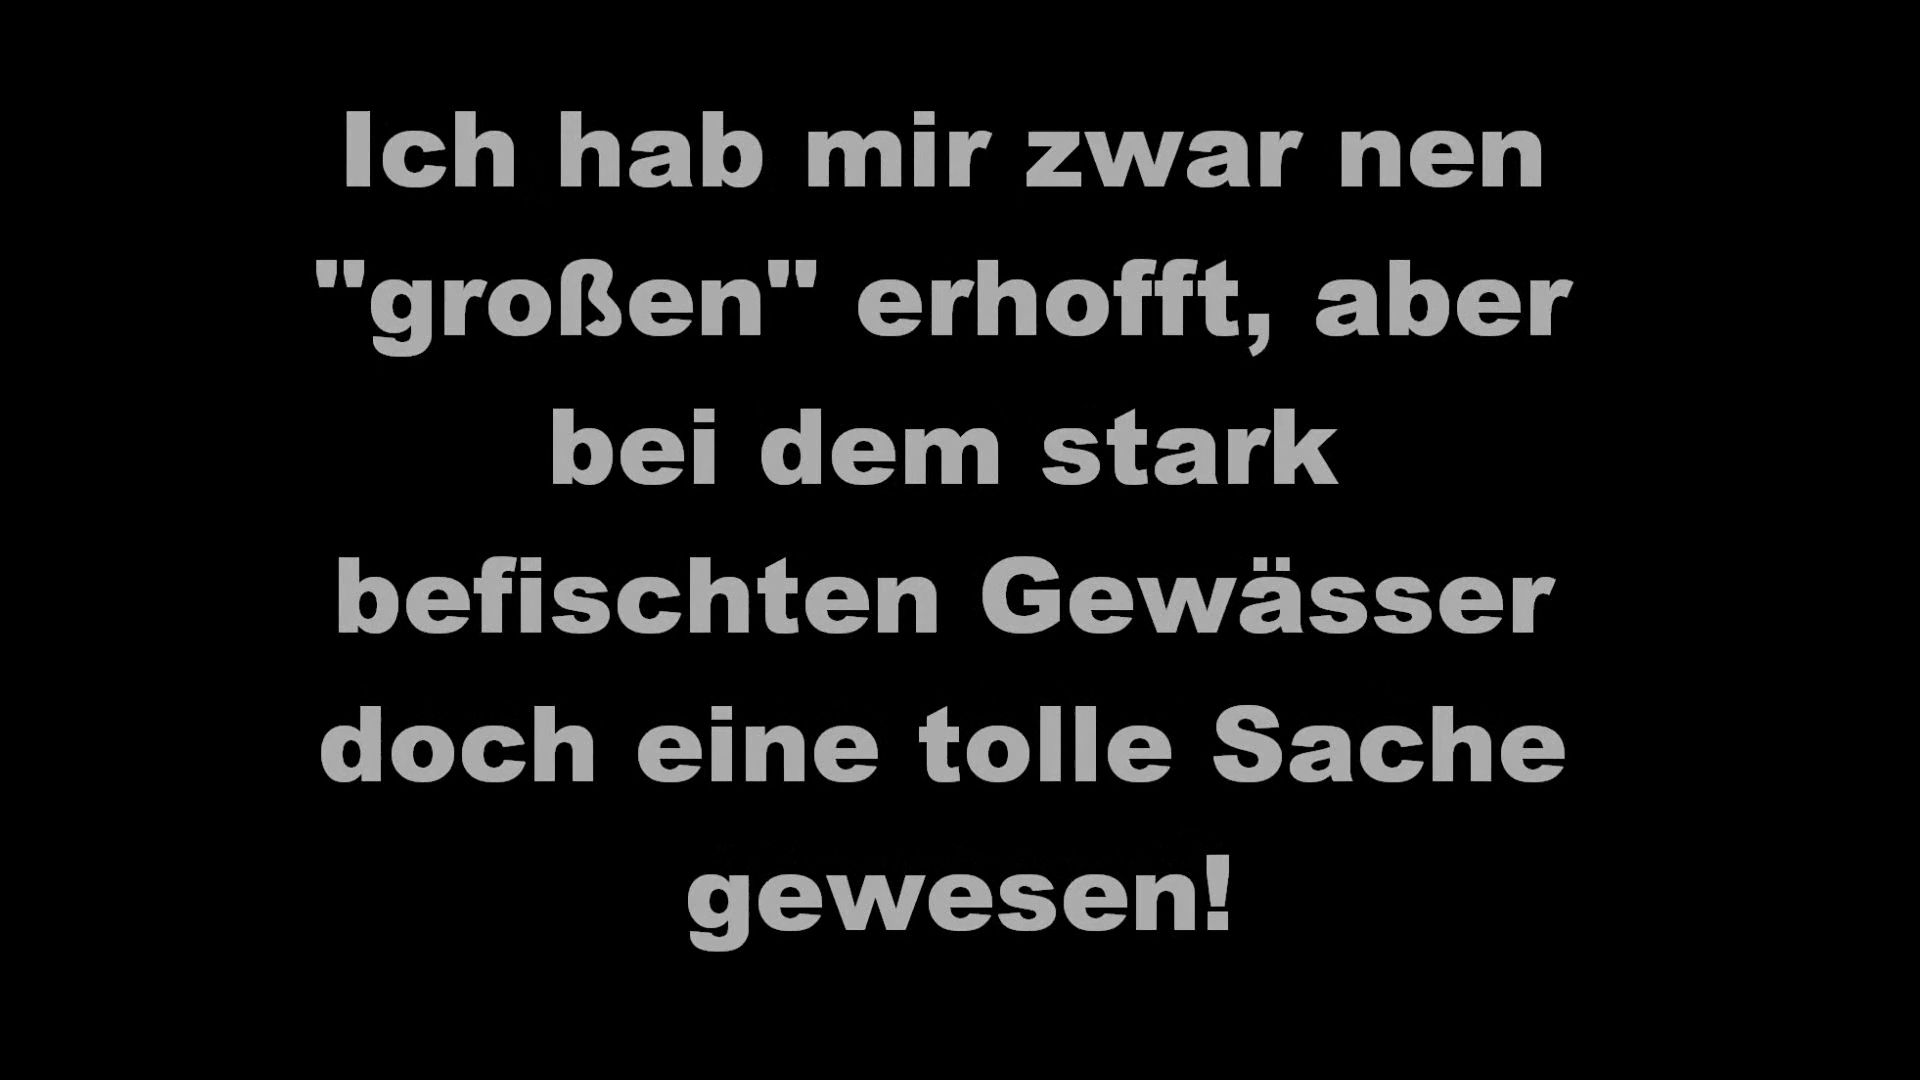 Ich hab mir zwar nen
"großen" erhofft, aber
bei dem stark
befischten Gewässer
doch eine tolle Sache
gewesen!